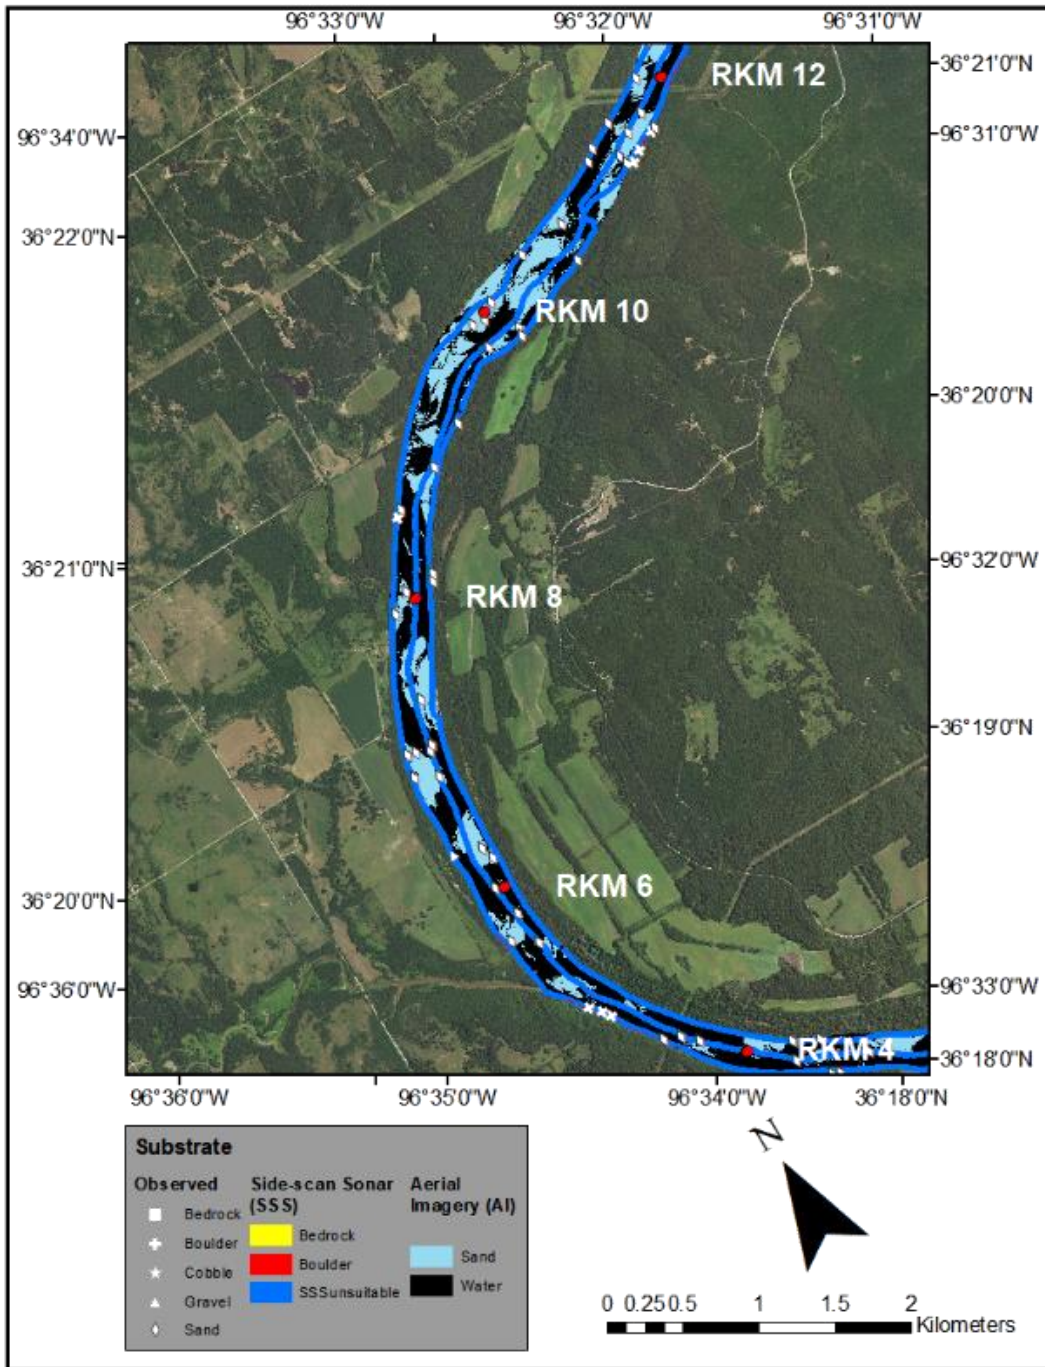 96°33'0"W 96°32'0"W 96°31'0"W
RKM 12
36°21'0"N
96°34'0"W
96°31'0"W
36°22'0"N
RKM 10
36°20'0"N
96°32'0"W
36°21'0"N
RKM 8
36°19'0"N
RKM 6
36°20'0"N
96°36'0"W
96°33'0"W
RKM 4
36°18'0"N
96°36'0"W 96°35'0"W 96°34'0"W 36°18'0"N
Substrate
Observed
Bedrock
Boulder
Cobble
Gravel
Sand
Side-scan Sonar
(SSS)
Bedrock
Boulder
SSSunsuitable
Aerial
Imagery (AI)
Sand
Water
N
0 0.25 0.5 1 1.5 2
Kilometers